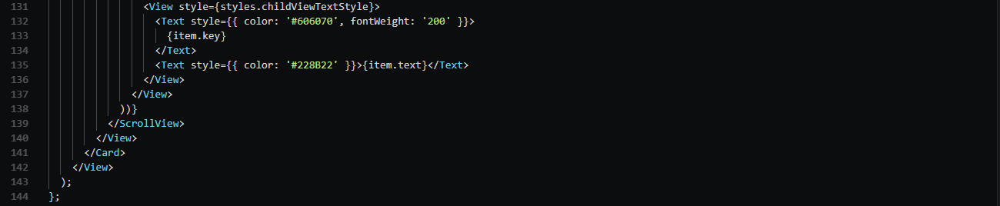 131 <View style={styles.childViewTextStyle}>
132 <Text style={{ color: '#606070', fontWeight: '200' }}>
133 {item.key}
134 </Text>
135 <Text style={{ color: '#228B22' }}>{item.text}</Text>
136 </View>
137 </View>
138 ))}
139 </ScrollView>
140 </View>
141 </Card>
142 </View>
143 );
144 };